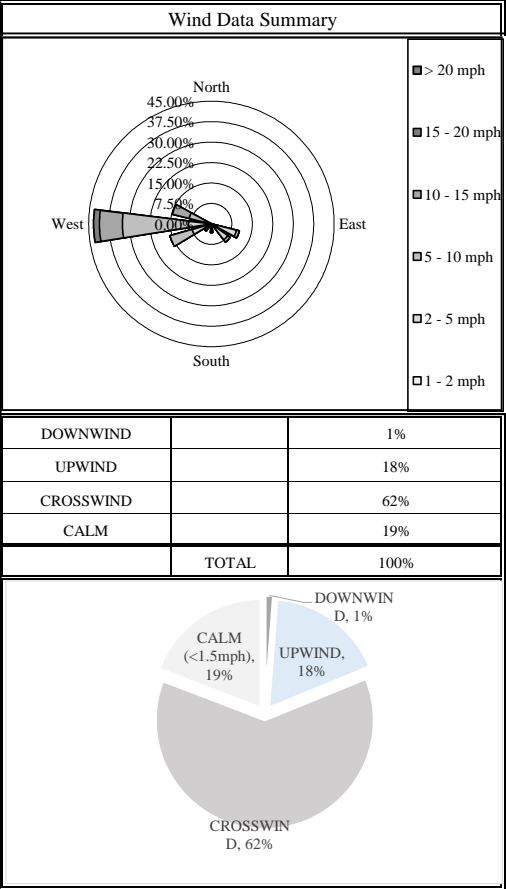 Wind Data Summary
North
45.00%
37.50%
30.00%
22.50%
15.00%
7.50%
0.00%
West
East
South
> 20 mph
15 - 20 mph
10 - 15 mph
5 - 10 mph
2 - 5 mph
1 - 2 mph
DOWNWIND 1%
UPWIND 18%
CROSSWIND 62%
CALM 19%
TOTAL 100%
DOWNWIN
D, 1%
CALM
(<1.5mph),
19%
UPWIND,
18%
CROSSWIN
D, 62%